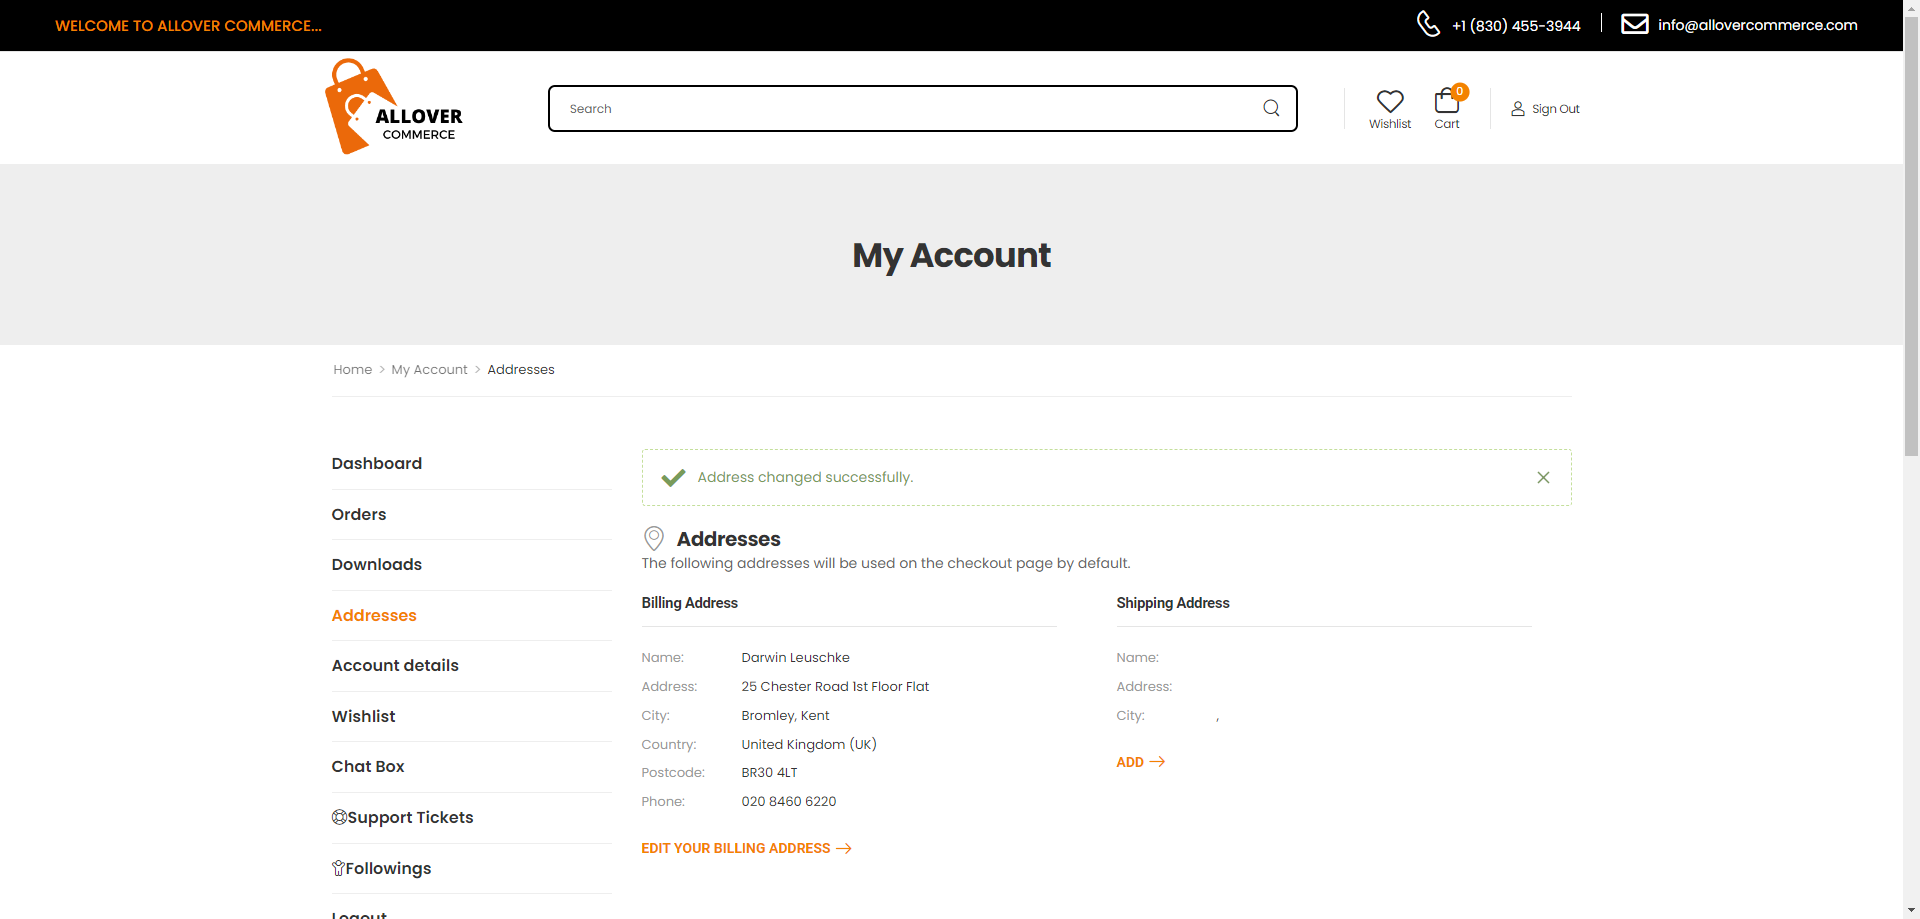 WELCOME TO ALLOVER COMMERCE...
+1 (830) 455-3944
info@allovercommerce.com
ALLOVER
COMMERCE
Search
Wishlist
0
Cart
Sign Out
My Account
Home > My Account > Addresses
Dashboard
Orders
Downloads
Addresses
Account details
Wishlist
Chat Box
Support Tickets
Followings
Logout
Address changed successfully.
Addresses
The following addresses will be used on the checkout page by default.
Billing Address
Name: Darwin Leuschke
Address: 25 Chester Road 1st Floor Flat
City: Bromley, Kent
Country: United Kingdom (UK)
Postcode: BR30 4LT
Phone: 020 8460 6220
EDIT YOUR BILLING ADDRESS
Shipping Address
Name:
Address:
City: ,
ADD